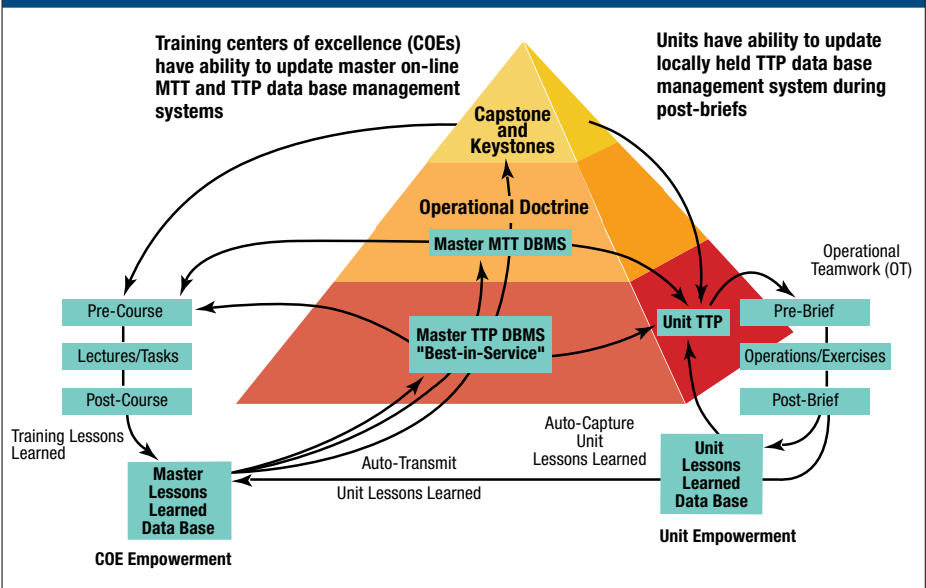 Training centers of excellence (COEs)
have ability to update master on-line
MTT and TTP data base management
systems
Units have ability to update
locally held TTP data base
management system during
post-briefs
Capstone
and
Keystones
Operational Doctrine
Master MTT DBMS
Operational
Teamwork (OT)
Pre-Course
Lectures/Tasks
Post-Course
Master TTP DBMS
"Best-in-Service"
Unit TTP
Pre-Brief
Operations/Exercises
Post-Brief
Training Lessons
Learned
Auto-Capture
Unit
Lessons Learned
Auto-Transmit
Unit Lessons Learned
Master
Lessons
Learned
Data Base
Unit
Lessons
Learned
Data Base
COE Empowerment
Unit Empowerment